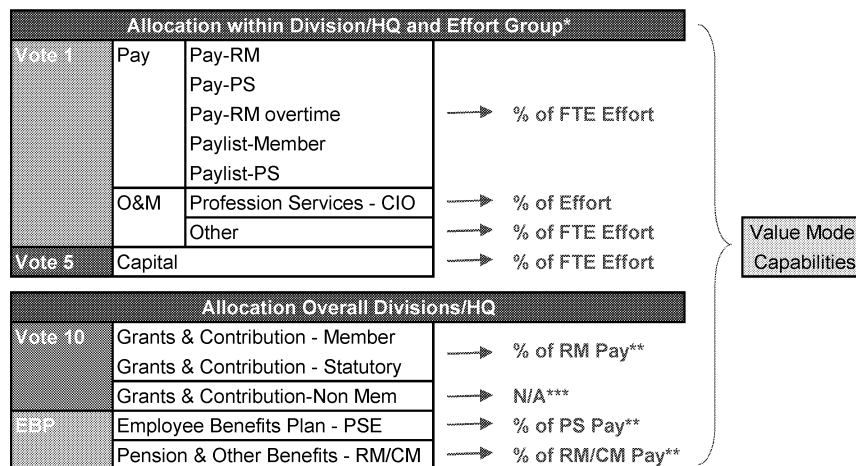 Allocation within Division/HQ and Effort Group*
Vote 1 Pay Pay-RM
Pay-PS
Pay-RM overtime % of FTE Effort
Paylist-Member
Paylist-PS
O&M Profession Services - CIO % of Effort
Other % of FTE Effort
Vote 5 Capital % of FTE Effort
Value Mode
Capabilities
Allocation Overall Divisions/HQ
Vote 10 Grants & Contribution - Member
% of RM Pay**
Grants & Contribution - Statutory
Grants & Contribution-Non Mem N/A***
EBP Employee Benefits Plan - PSE % of PS Pay**
Pension & Other Benefits - RM/CM % of RM/CM Pay**